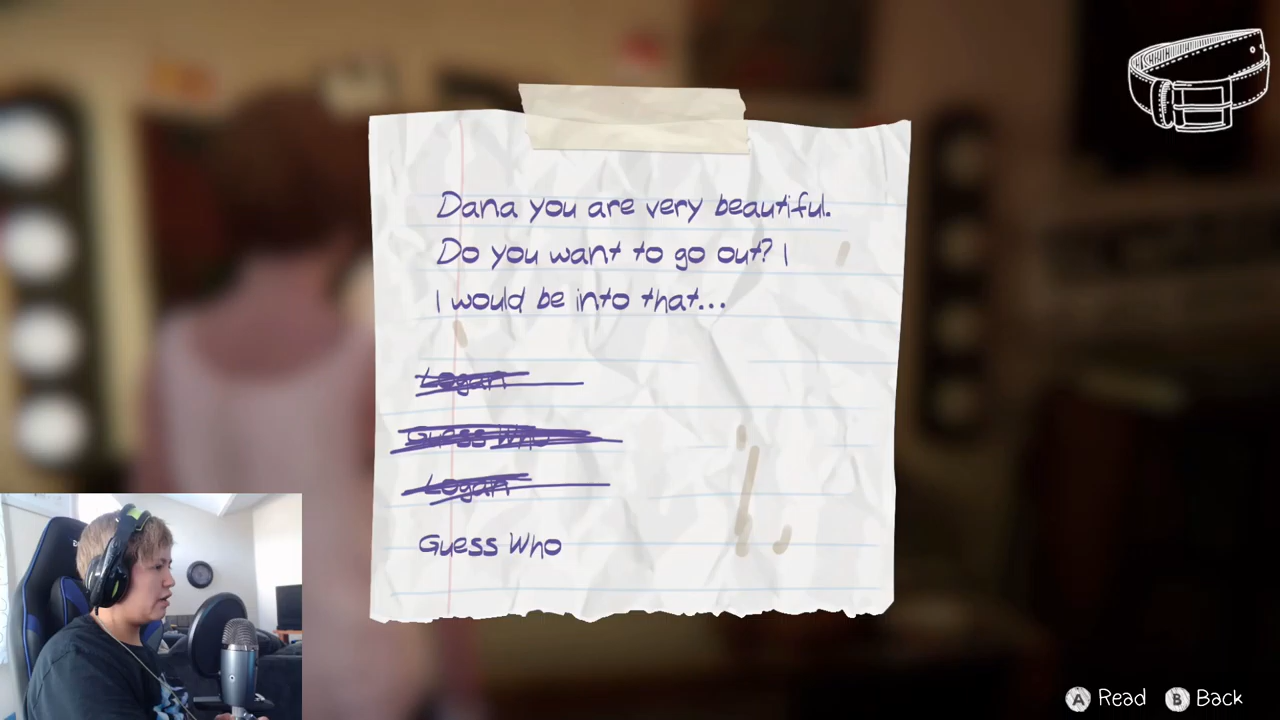 Dana you are very beautiful.
Do you want to go out? I
I would be into that...
Logan
Guess Who
Logan
Guess Who
A Read B Back